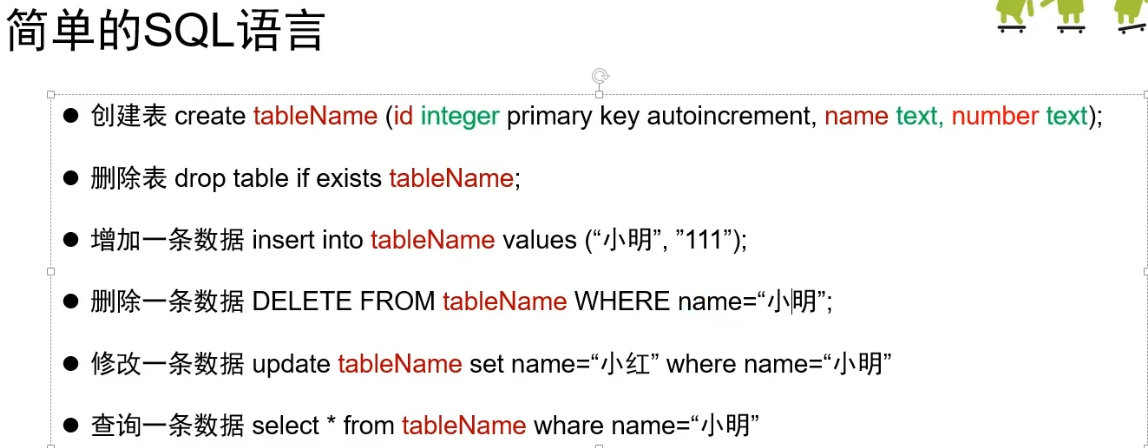 简单的SQL语言
● 创建表 create tableName (id integer primary key autoincrement, name text, number text);
● 删除表 drop table if exists tableName;
● 增加一条数据 insert into tableName values (“小明”, ”111”);
● 删除一条数据 DELETE FROM tableName WHERE name=“小明”;
● 修改一条数据 update tableName set name=“小红” where name=“小明”
● 查询一条数据 select * from tableName whare name=“小明”